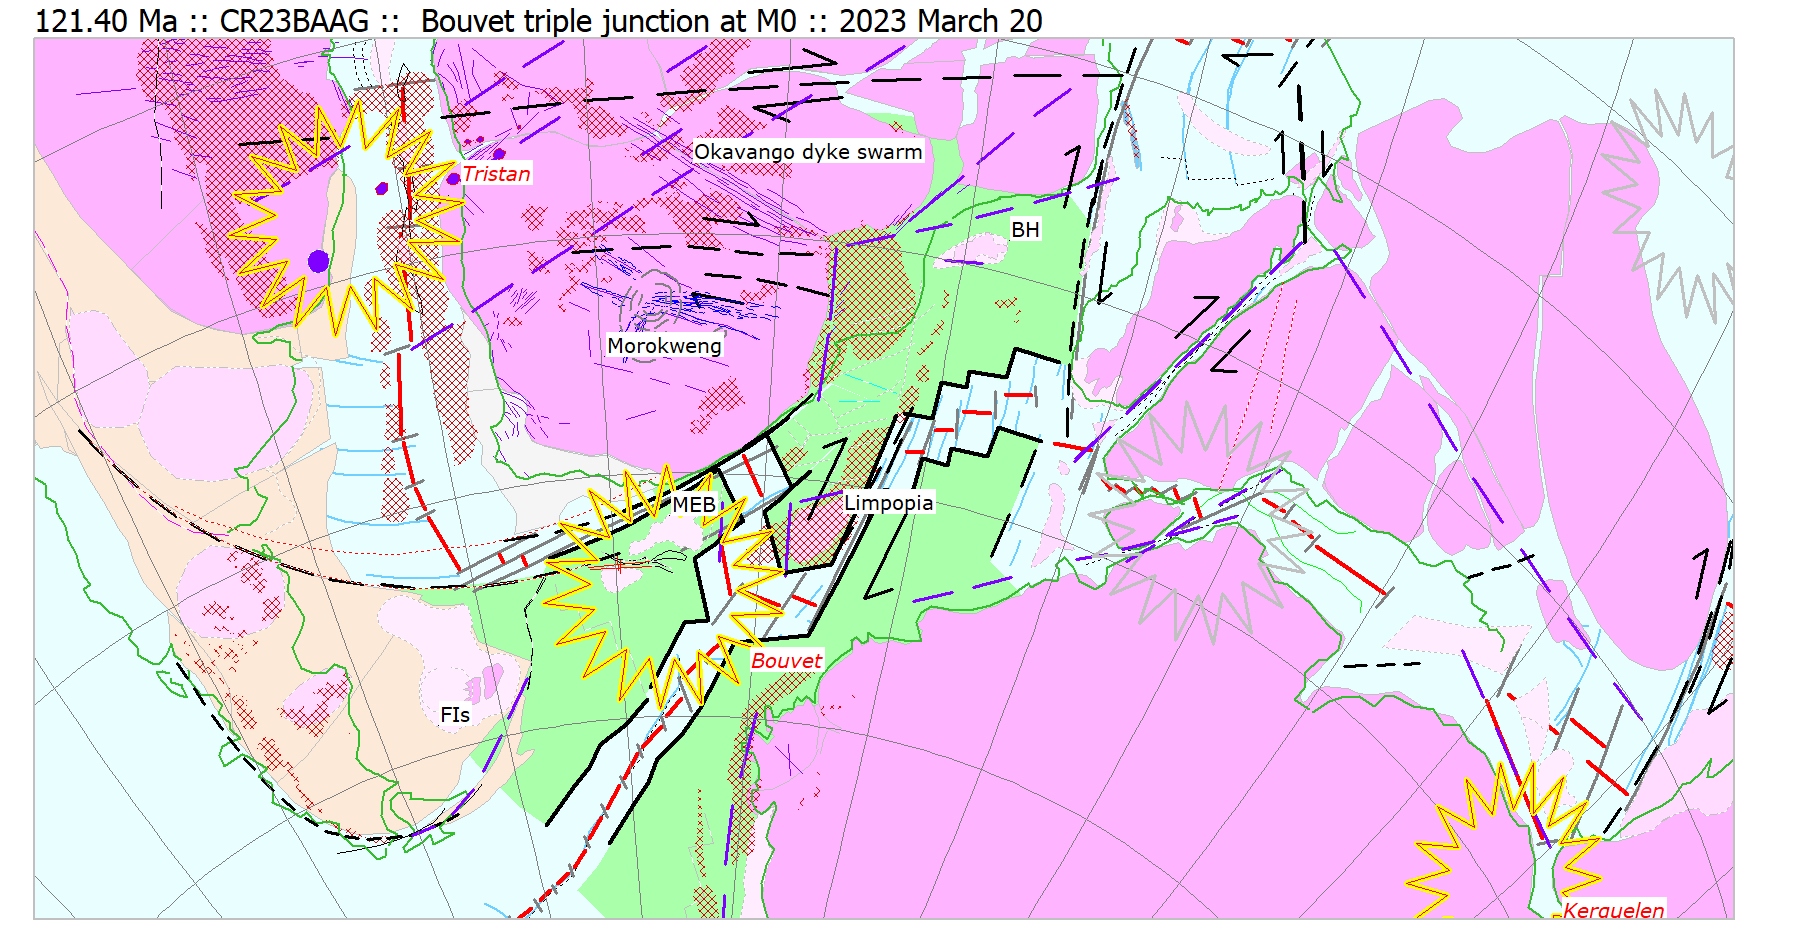 121.40 Ma :: CR23BAAG ::  Bouvet triple junction at M0 :: 2023 March 20
Okavango dyke swarm
Tristan
BH
Morokweng
MEB
Limpopia
Bouvet
FIs
Kerguelen